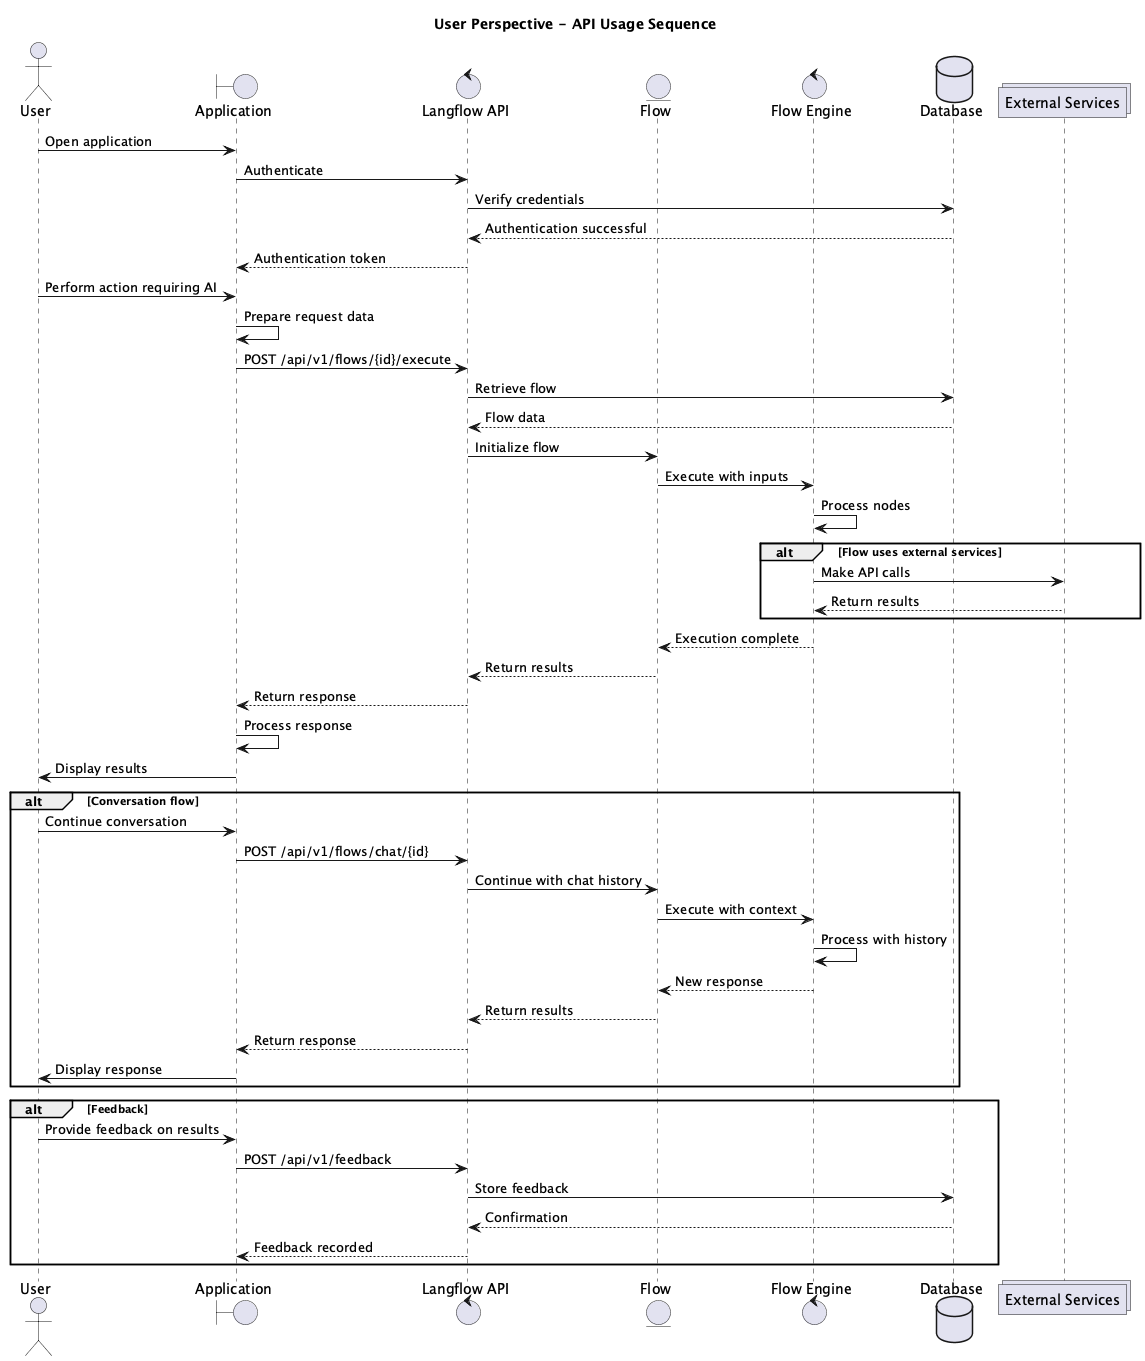 User Perspective - API Usage Sequence
User
Application
Langflow API
Flow
Flow Engine
Database
External Services
Open application
Authenticate
Verify credentials
Authentication successful
Authentication token
Perform action requiring AI
Prepare request data
POST /api/v1/flows/{id}/execute
Retrieve flow
Flow data
Initialize flow
Execute with inputs
Process nodes
alt [Flow uses external services]
Make API calls
Return results
Execution complete
Return results
Return response
Process response
Display results
alt [Conversation flow]
Continue conversation
POST /api/v1/flows/chat/{id}
Continue with chat history
Execute with context
Process with history
New response
Return results
Return response
Display response
alt [Feedback]
Provide feedback on results
POST /api/v1/feedback
Store feedback
Confirmation
Feedback recorded
User
Application
Langflow API
Flow
Flow Engine
Database
External Services